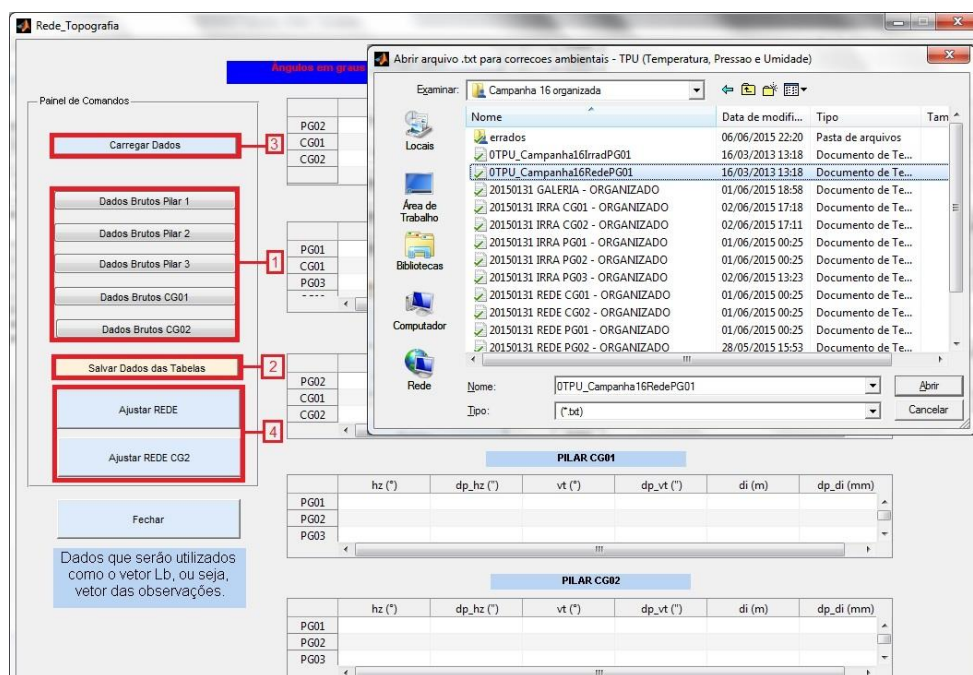 Rede_Topografia
Ângulos em graus
Painel de Comandos
Carregar Dados
3
Dados Brutos Pilar 1
Dados Brutos Pilar 2
Dados Brutos Pilar 3
Dados Brutos CG01
Dados Brutos CG02
1
Salvar Dados das Tabelas
2
Ajustar REDE
Ajustar REDE CG2
4
Fechar
Dados que serão utilizados
como o vetor Lb, ou seja,
vetor das observações.
PG02
CG01
CG02
PG01
CG01
PG03
PG02
CG01
CG02
Abrir arquivo .txt para correcoes ambientais - TPU (Temperatura, Pressao e Umidade)
Examinar: Campanha 16 organizada
Locais
Área de
Trabalho
Bibliotecas
Computador
Rede
Nome Data de modifi... Tipo Tam
errados 06/06/2015 22:20 Pasta de arquivos
0TPU_Campanha16IrradPG01 16/03/2013 13:18 Documento de Te...
0TPU_Campanha16RedePG01 16/03/2013 13:18 Documento de Te...
20150131 GALERIA - ORGANIZADO 01/06/2015 18:58 Documento de Te...
20150131 IRRA CG01 - ORGANIZADO 02/06/2015 17:18 Documento de Te...
20150131 IRRA CG02 - ORGANIZADO 02/06/2015 17:11 Documento de Te...
20150131 IRRA PG01 - ORGANIZADO 01/06/2015 00:25 Documento de Te...
20150131 IRRA PG02 - ORGANIZADO 01/06/2015 00:25 Documento de Te...
20150131 IRRA PG03 - ORGANIZADO 02/06/2015 13:23 Documento de Te...
20150131 REDE CG01 - ORGANIZADO 01/06/2015 00:25 Documento de Te...
20150131 REDE CG02 - ORGANIZADO 01/06/2015 00:25 Documento de Te...
20150131 REDE PG01 - ORGANIZADO 01/06/2015 00:25 Documento de Te...
20150131 REDE PG02 - ORGANIZADO 28/05/2015 15:53 Documento de Te...
Nome: 0TPU_Campanha16RedePG01 Abrir
Tipo: (*.txt) Cancelar
PILAR CG01
hz (°) dp_hz (") vt (°) dp_vt (") di (m) dp_di (mm)
PG01
PG02
PG03
PILAR CG02
hz (°) dp_hz (") vt (°) dp_vt (") di (m) dp_di (mm)
PG01
PG02
PG03